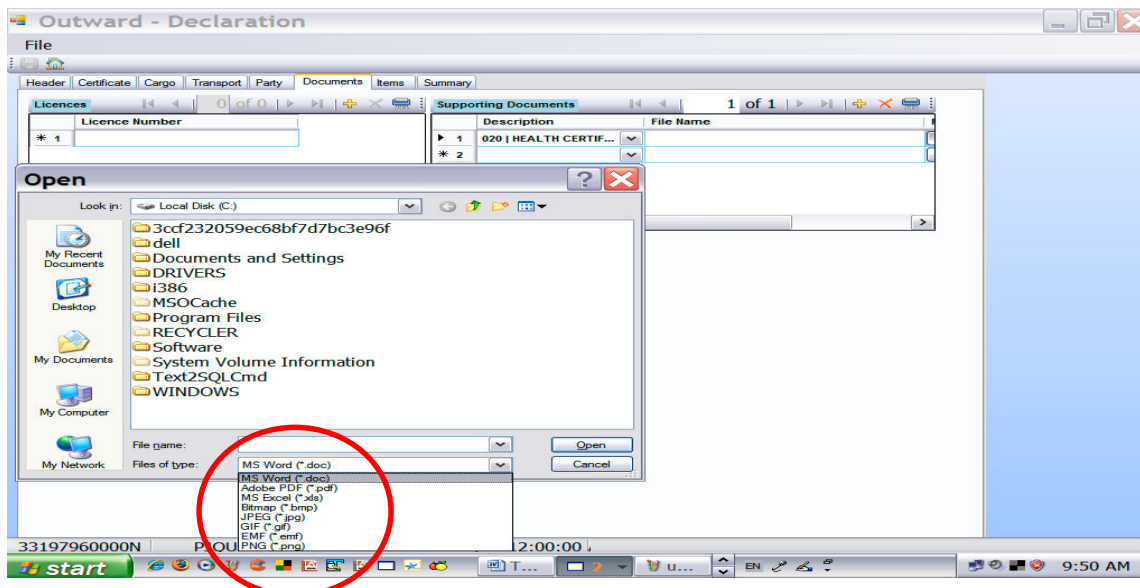 Outward - Declaration
File
Header Certificate Cargo Transport Party Documents Items Summary
Licences 0 of 0 Supporting Documents 1 of 1
Licence Number Description File Name
* 1 1 020 | HEALTH CERTIF...
* 2
Open
Look in: Local Disk (C:)
3ccf232059ec68bf7d7bc3e96f
dell
Documents and Settings
DRIVERS
i386
MSOCache
Program Files
RECYCLER
Software
System Volume Information
Text2SQLCmd
WINDOWS
My Recent
Documents
Desktop
My Documents
My Computer
My Network
File name: Open
Files of type: MS Word (*.doc) Cancel
MS Word (*.doc)
Adobe PDF (*.pdf)
MS Excel (*.xls)
Bitmap (*.bmp)
JPEG (*.jpg)
GIF (*.gif)
EMF (*.emf)
PNG (*.png)
33197960000N 12:00:00
start T... 2 u... EN 9:50 AM